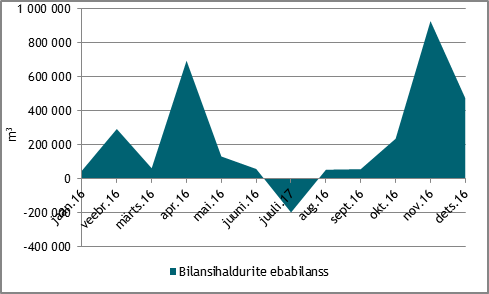 1 000 000
800 000
600 000
400 000
200 000
0
-200 000
-400 000
m³
jaan.16
veebr.16
märts.16
apr.16
mai.16
juuni.16
juuli.17
aug.16
sept.16
okt.16
nov.16
dets.16
Bilansihaldurite ebabilanss